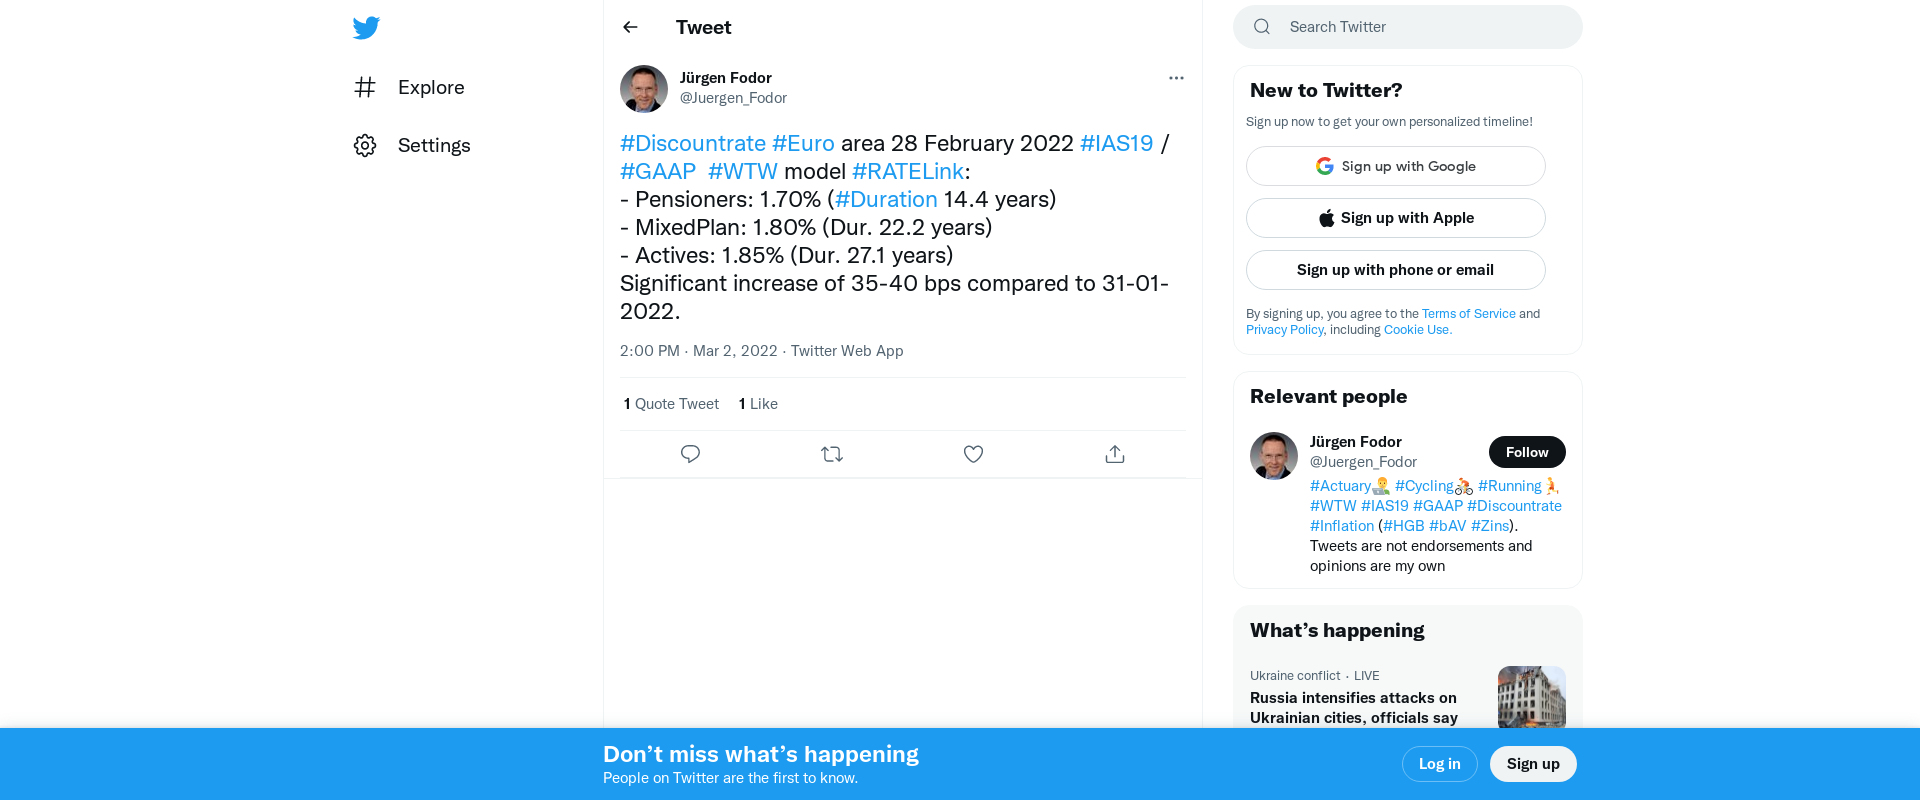 Explore
Settings
Tweet
Jürgen Fodor
@Juergen_Fodor
#Discountrate #Euro area 28 February 2022 #IAS19 /
#GAAP #WTW model #RATELink:
- Pensioners: 1.70% (#Duration 14.4 years)
- MixedPlan: 1.80% (Dur. 22.2 years)
- Actives: 1.85% (Dur. 27.1 years)
Significant increase of 35-40 bps compared to 31-01-
2022.
2:00 PM · Mar 2, 2022 · Twitter Web App
1 Quote Tweet 1 Like
Search Twitter
New to Twitter?
Sign up now to get your own personalized timeline!
Sign up with Google
Sign up with Apple
Sign up with phone or email
By signing up, you agree to the Terms of Service and
Privacy Policy, including Cookie Use.
Relevant people
Jürgen Fodor
@Juergen_Fodor
Follow
#Actuary #Cycling #Running
#WTW #IAS19 #GAAP #Discountrate
#Inflation (#HGB #bAV #Zins).
Tweets are not endorsements and
opinions are my own
What's happening
Ukraine conflict · LIVE
Russia intensifies attacks on
Ukrainian cities, officials say
Don't miss what's happening
People on Twitter are the first to know.
Log in
Sign up